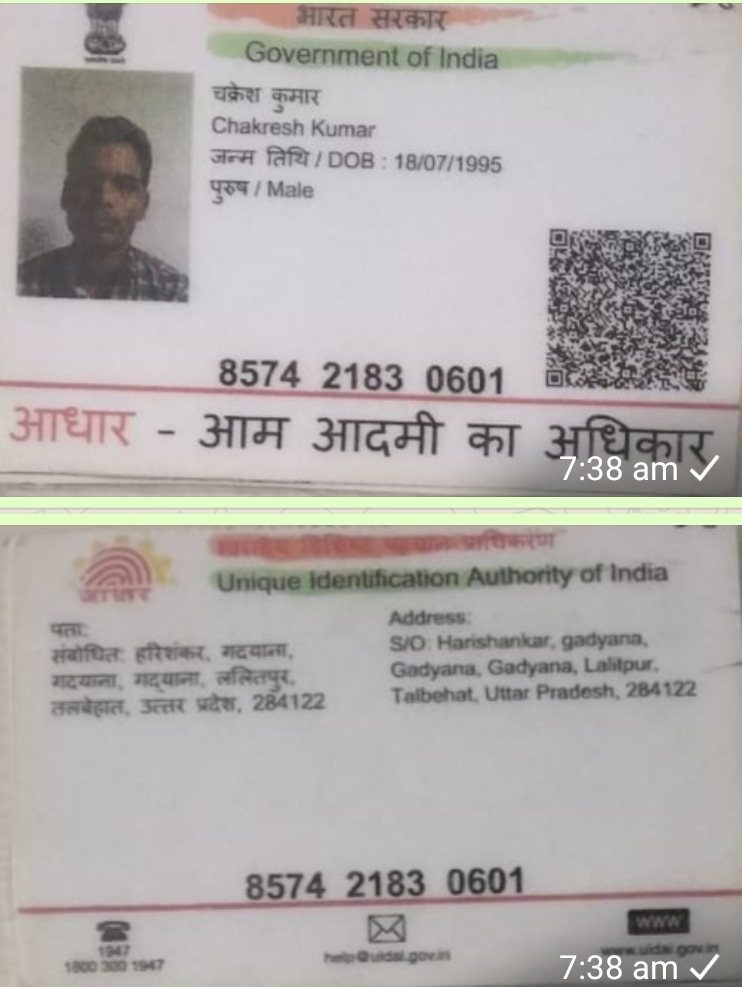 भारत सरकार
Government of India
चक्रेश कुमार
Chakresh Kumar
जन्म तिथि / DOB : 18/07/1995
पुरुष / Male
8574 2183 0601
आधार - आम आदमी का अधिकार
7:38 am
भारतीय विशिष्ट पहचान प्राधिकरण
Unique Identification Authority of India
आधार
पता:
संबोधित: हरिशंकर, गदयाना,
गदयाना, गद्याना, ललितपुर,
तलबेहात, उत्तर प्रदेश, 284122
Address:
S/O: Harishankar, gadyana,
Gadyana, Gadyana, Lalitpur,
Talbehat, Uttar Pradesh, 284122
8574 2183 0601
1947
1800 300 1947
help@uidai.gov.in
WWW
www.uidai.gov.in
7:38 am